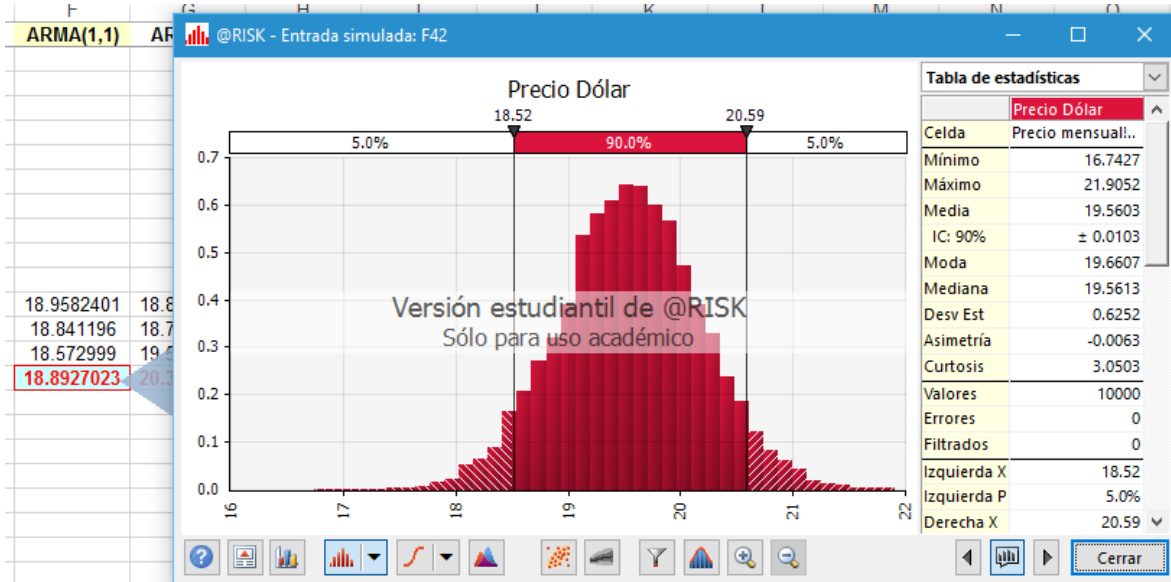 F G H I J K L M N O
ARMA(1,1) AR
@RISK - Entrada simulada: F42
Precio Dólar
18.52 20.59
5.0% 90.0% 5.0%
0.7
0.6
0.5
0.4
0.3
0.2
0.1
0.0
16 17 18 19 20 21 22
Versión estudiantil de @RISK
Sólo para uso académico
18.9582401 18.8
18.841196 18.7
18.572999 19.5
18.8927023 20.3
Tabla de estadísticas
Precio Dólar
Celda Precio mensual!..
Mínimo 16.7427
Máximo 21.9052
Media 19.5603
IC: 90% ± 0.0103
Moda 19.6607
Mediana 19.5613
Desv Est 0.6252
Asimetría -0.0063
Curtosis 3.0503
Valores 10000
Errores 0
Filtrados 0
Izquierda X 18.52
Izquierda P 5.0%
Derecha X 20.59
Cerrar